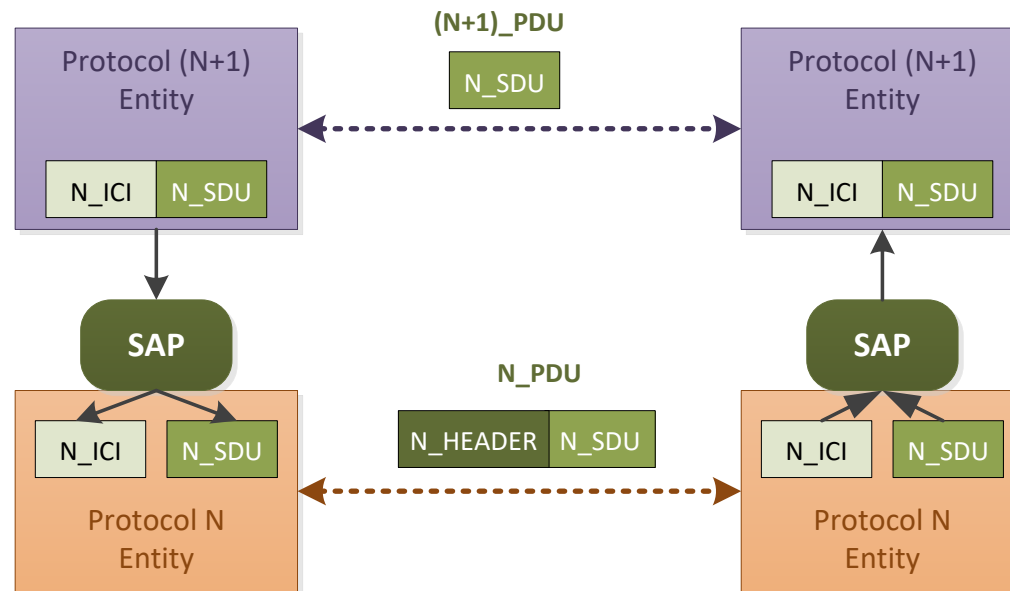 (N+1)_PDU
Protocol (N+1)
Entity
N_SDU
Protocol (N+1)
Entity
N_ICI
N_SDU
N_ICI
N_SDU
SAP
SAP
N_PDU
N_ICI
N_SDU
N_HEADER
N_SDU
N_ICI
N_SDU
Protocol N
Entity
Protocol N
Entity